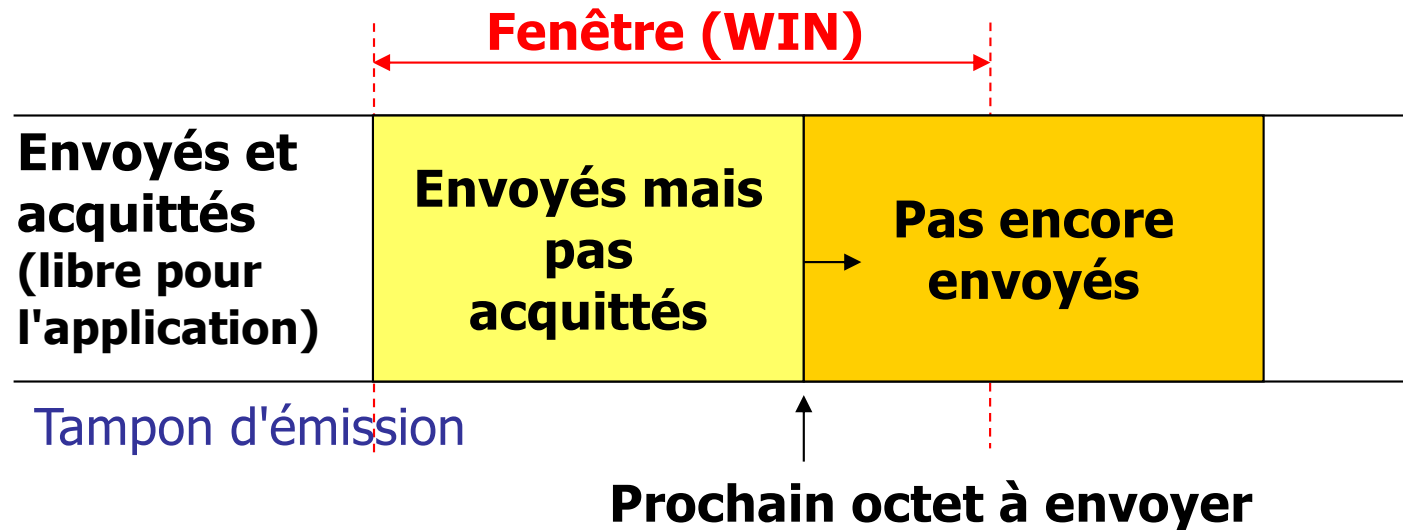 Fenêtre (WIN)
Envoyés et
acquittés
(libre pour
l'application)
Envoyés mais
pas
acquittés
Pas encore
envoyés
Tampon d'émission
Prochain octet à envoyer